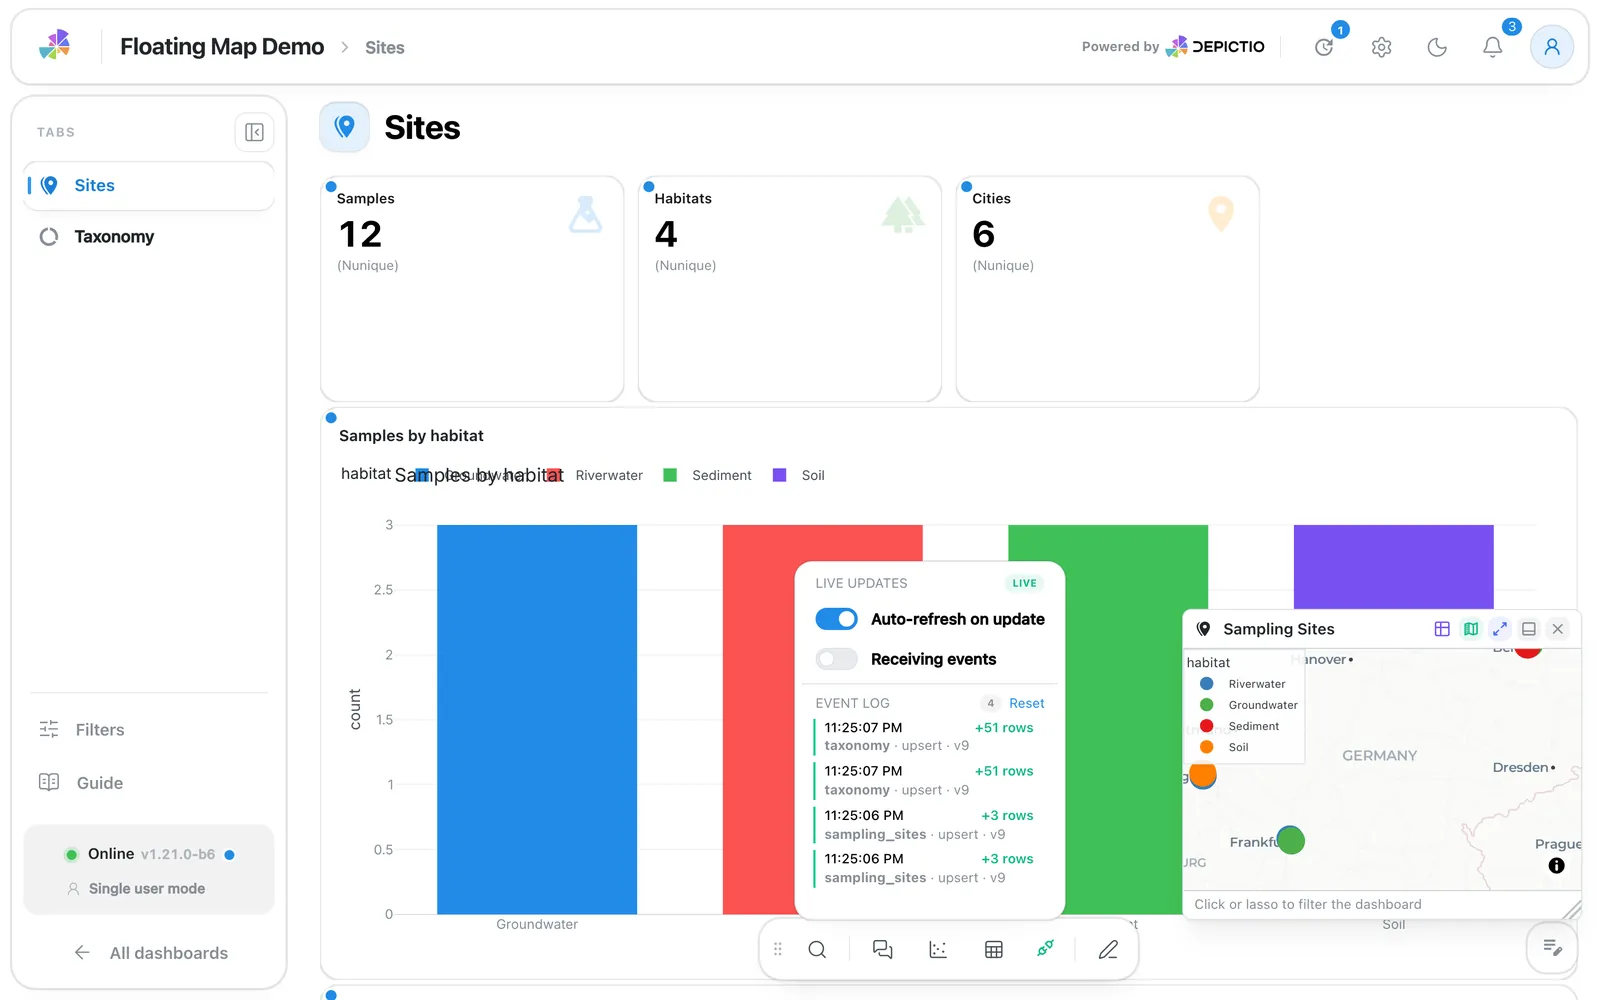 Floating Map Demo
Sites
Powered by
DEPICTIO
1
3
TABS
Sites
Taxonomy
Filters
Guide
Online v1.21.0-b6
Single user mode
All dashboards
Sites
Samples
12
(Nunique)
Habitats
4
(Nunique)
Cities
6
(Nunique)
Samples by habitat
Samples by habitat
habitat
Groundwater
Riverwater
Sediment
Soil
3
2.5
2
1.5
1
0.5
0
count
Groundwater
Soil
LIVE UPDATES
LIVE
Auto-refresh on update
Receiving events
EVENT LOG
4
Reset
11:25:07 PM +51 rows
taxonomy · upsert · v9
11:25:07 PM +51 rows
taxonomy · upsert · v9
11:25:06 PM +3 rows
sampling_sites · upsert · v9
11:25:06 PM +3 rows
sampling_sites · upsert · v9
Sampling Sites
habitat
Riverwater
Groundwater
Sediment
Soil
GERMANY
Dresden
Prague
Click or lasso to filter the dashboard